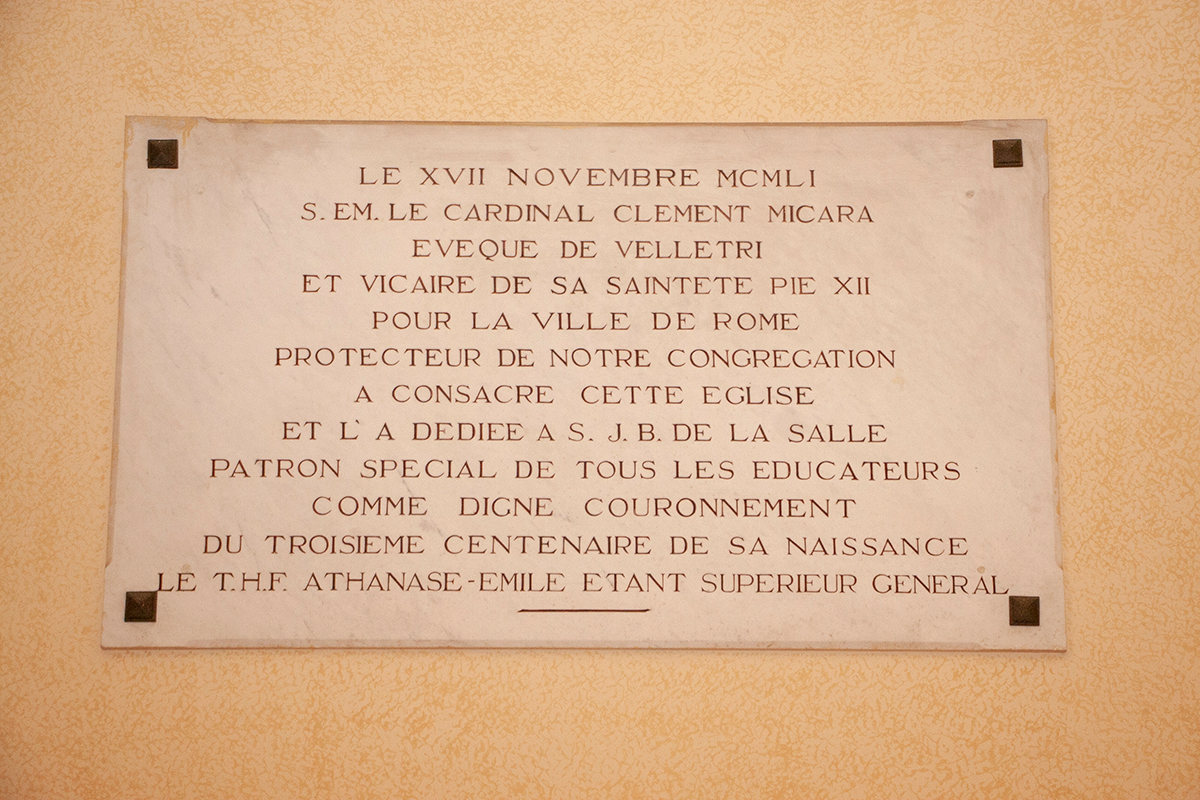 LE XVII NOVEMBRE MCMLI
S. EM. LE CARDINAL CLEMENT MICARA
EVEQUE DE VELLETRI
ET VICAIRE DE SA SAINTETE PIE XII
POUR LA VILLE DE ROME
PROTECTEUR DE NOTRE CONGREGATION
A CONSACRE CETTE EGLISE
ET L' A DEDIEE A S. J. B. DE LA SALLE
PATRON SPECIAL DE TOUS LES EDUCATEURS
COMME DIGNE COURONNEMENT
DU TROISIEME CENTENAIRE DE SA NAISSANCE
LE T.H.F. ATHANASE-EMILE ETANT SUPERIEUR GENERAL